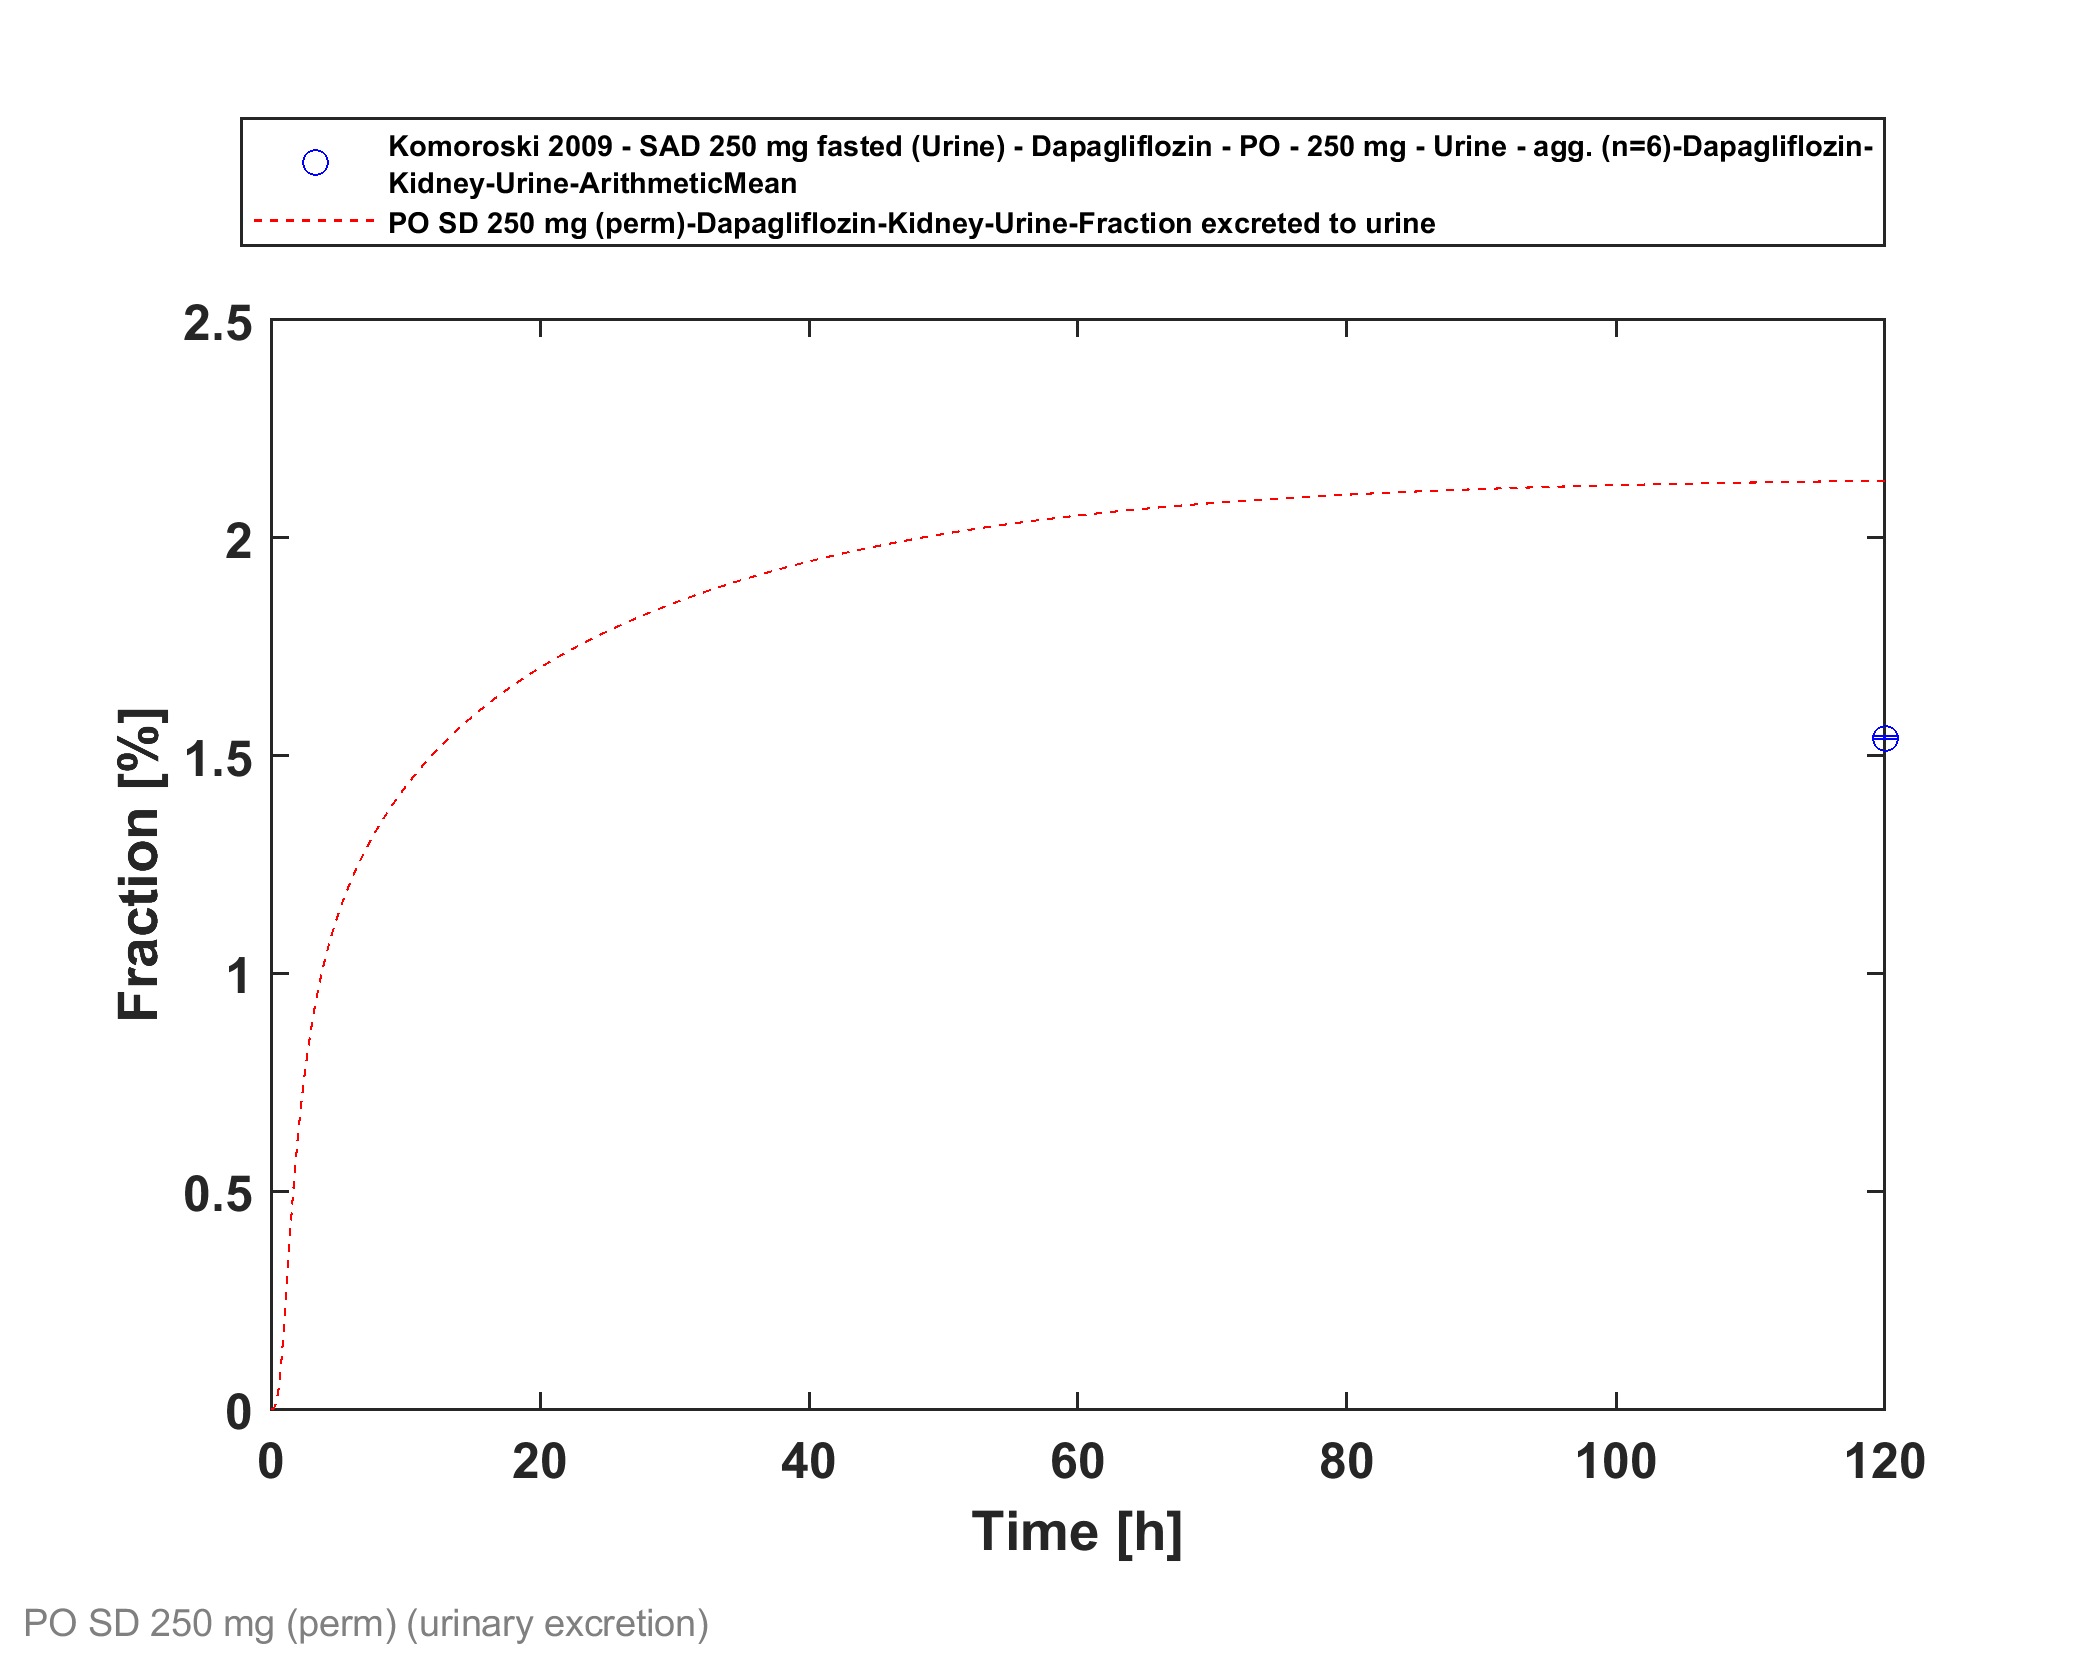 Komoroski 2009 - SAD 250 mg fasted (Urine) - Dapagliflozin - PO - 250 mg - Urine - agg. (n=6)-Dapagliflozin-
Kidney-Urine-ArithmeticMean
PO SD 250 mg (perm)-Dapagliflozin-Kidney-Urine-Fraction excreted to urine
2.5
2
1.5
1
0.5
0
Fraction [%]
0 20 40 60 80 100 120
Time [h]
PO SD 250 mg (perm) (urinary excretion)